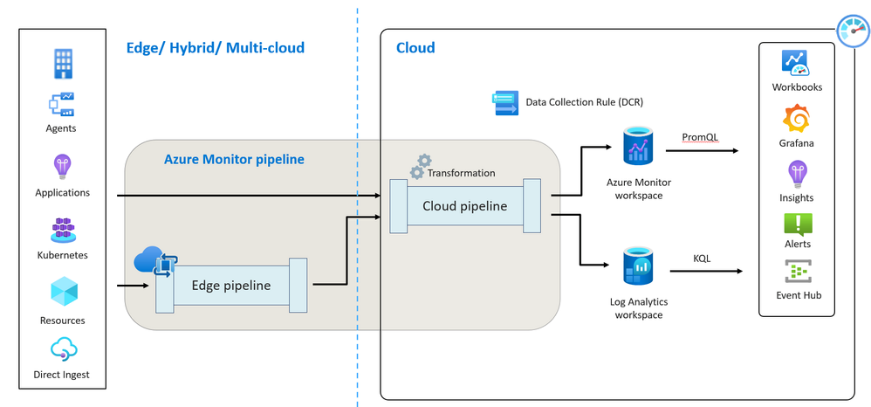 Edge/ Hybrid/ Multi-cloud
Cloud
Agents
Applications
Kubernetes
Resources
Direct Ingest
Azure Monitor pipeline
Edge pipeline
Transformation
Cloud pipeline
Data Collection Rule (DCR)
Azure Monitor
workspace
PromQL
Log Analytics
workspace
KQL
Workbooks
Grafana
Insights
Alerts
Event Hub